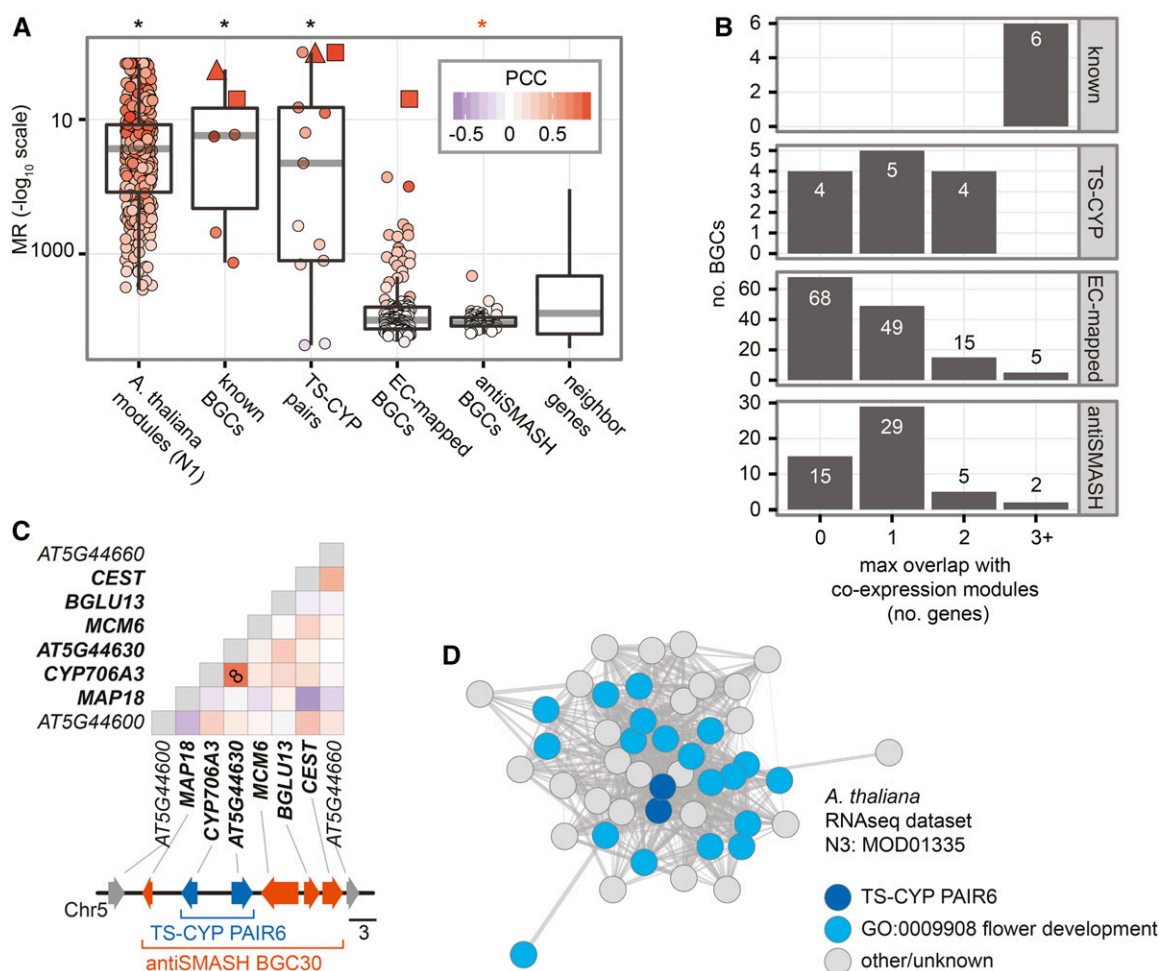 A
* * * *
MR (-log10 scale)
10
1000
PCC
-0.5 0 0.5
A. thaliana modules (N1)
known BGCs
TS-CYP pairs
EC-mapped BGCs
antiSMASH BGCs
neighbor genes
B
no. BGCs
6
4
2
0
6
known
5
4
3
2
1
0
4 5 4
TS-CYP
60
40
20
0
68 49 15 5
EC-mapped
30
20
10
0
15 29 5 2
antiSMASH
0 1 2 3+
max overlap with
co-expression modules
(no. genes)
C
AT5G44660
CEST
BGLU13
MCM6
AT5G44630
CYP706A3
8
MAP18
AT5G44600
AT5G44600
MAP18
CYP706A3
AT5G44630
MCM6
BGLU13
CEST
AT5G44660
Chr5
3
TS-CYP PAIR6
antiSMASH BGC30
D
A. thaliana
RNAseq dataset
N3: MOD01335
TS-CYP PAIR6
GO:0009908 flower development
other/unknown